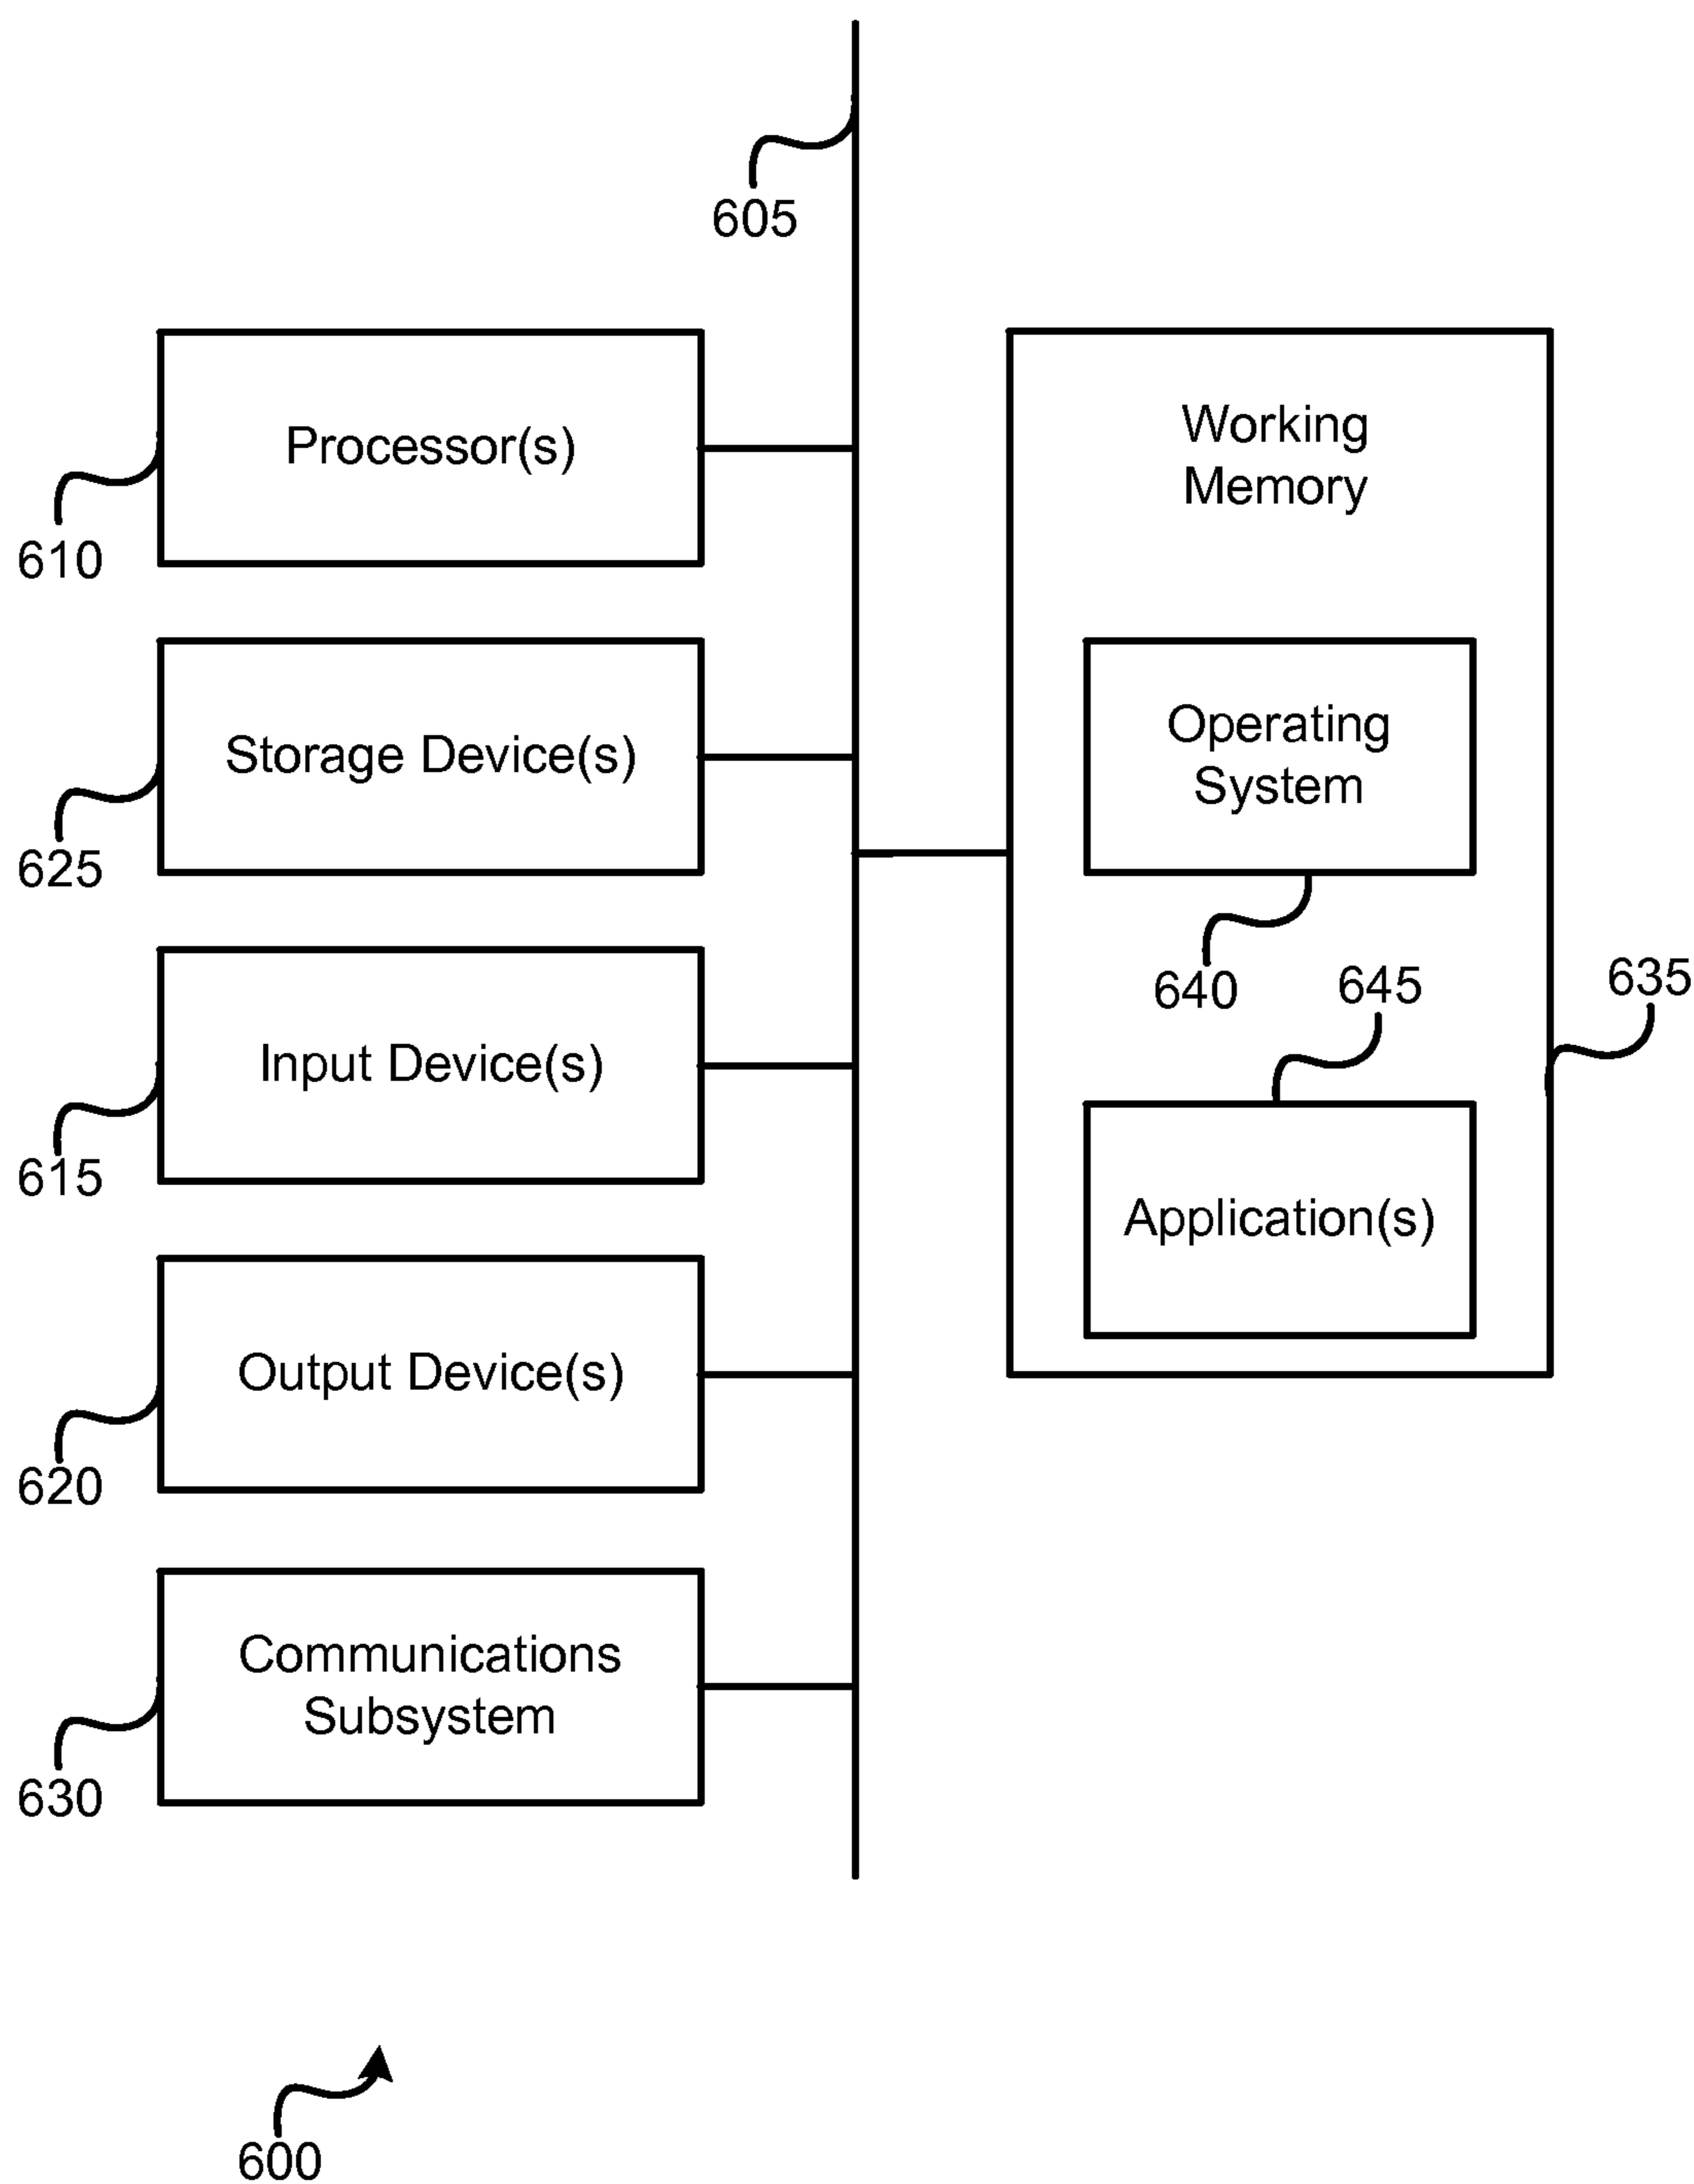 605
Processor(s)
610
Storage Device(s)
625
Input Device(s)
615
Output Device(s)
620
Communications
Subsystem
630
Working
Memory
Operating
System
640
645
635
Application(s)
600